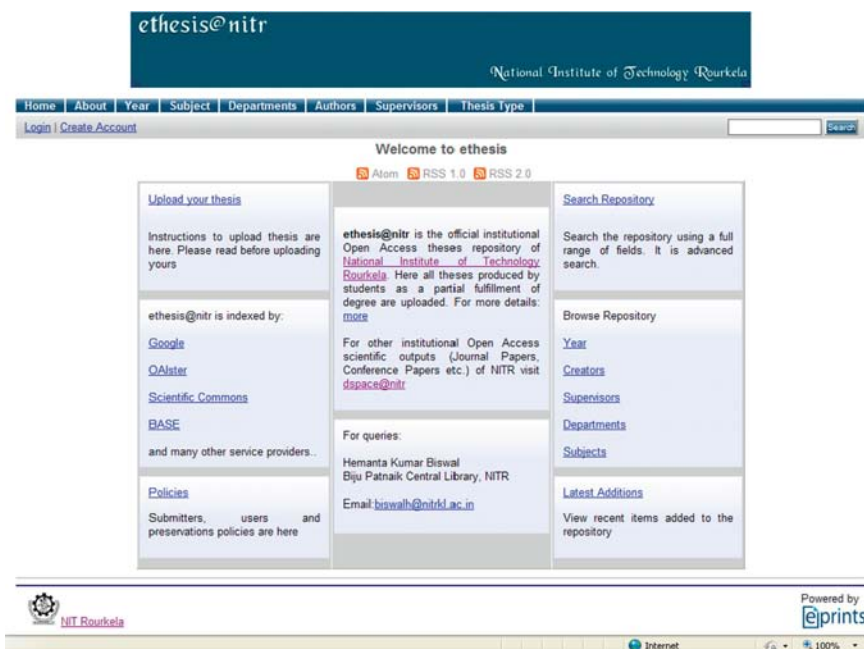 ethesis@nitr
National Institute of Technology Rourkela
Home | About | Year | Subject | Departments | Authors | Supervisors | Thesis Type |
Login | Create Account
Search
Welcome to ethesis
Atom RSS 1.0 RSS 2.0
Upload your thesis
Instructions to upload thesis are
here. Please read before uploading
yours
ethesis@nitr is indexed by:
Google
OAIster
Scientific Commons
BASE
and many other service providers..
Policies
Submitters, users and
preservations policies are here
ethesis@nitr is the official institutional
Open Access theses repository of
National Institute of Technology
Rourkela. Here all theses produced by
students as a partial fulfillment of
degree are uploaded. For more details:
more
For other institutional Open Access
scientific outputs (Journal Papers,
Conference Papers etc.) of NITR visit
dspace@nitr
For queries:
Hemanta Kumar Biswal
Biju Patnaik Central Library, NITR
Email:biswalh@nitrkl.ac.in
Search Repository
Search the repository using a full
range of fields. It is advanced
search.
Browse Repository
Year
Creators
Supervisors
Departments
Subjects
Latest Additions
View recent items added to the
repository
NIT Rourkela
Powered by
eprints
Internet
100%